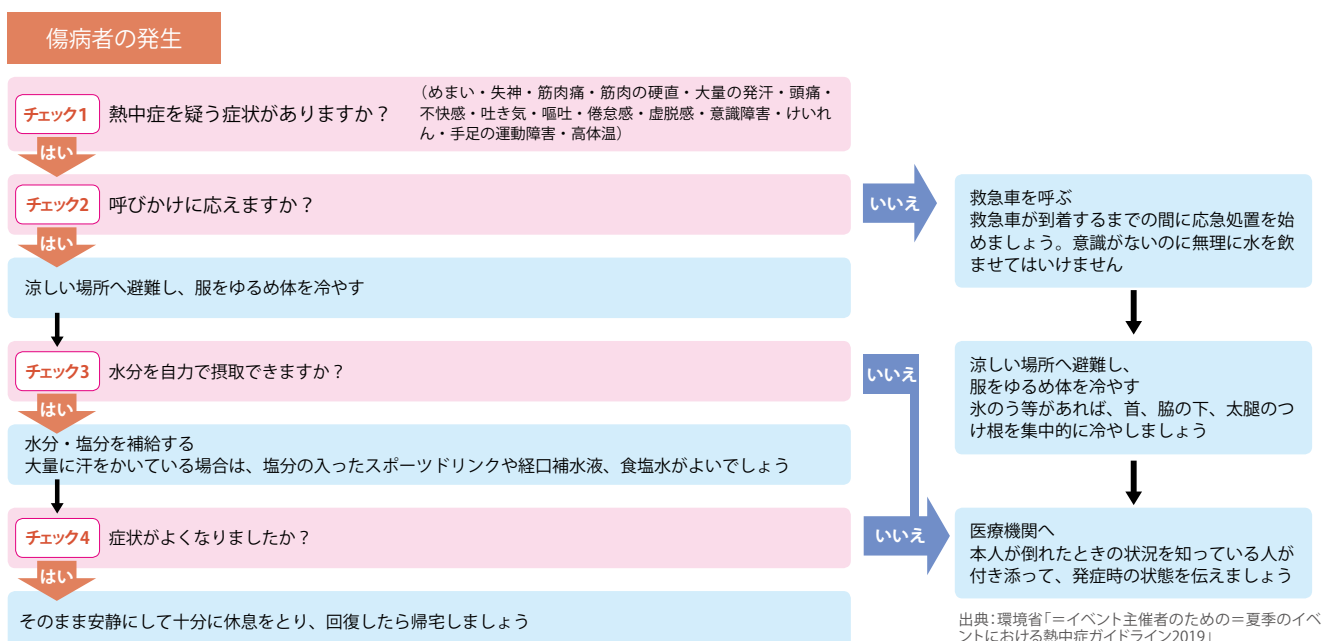 傷病者の発生
チェック1
熱中症を疑う症状がありますか？
（めまい・失神・筋肉痛・筋肉の硬直・大量の発汗・頭痛・
不快感・吐き気・嘔吐・倦怠感・虚脱感・意識障害・けいれ
ん・手足の運動障害・高体温）
はい
チェック2
呼びかけに応えますか？
いいえ
はい
涼しい場所へ避難し、服をゆるめ体を冷やす
チェック3
水分を自力で摂取できますか？
いいえ
はい
水分・塩分を補給する
大量に汗をかいている場合は、塩分の入ったスポーツドリンクや経口補水液、食塩水がよいでしょう
チェック4
症状がよくなりましたか？
いいえ
はい
そのまま安静にして十分に休息をとり、回復したら帰宅しましょう
救急車を呼ぶ
救急車が到着するまでの間に応急処置を始
めましょう。意識がないのに無理に水を飲
ませてはいけません
涼しい場所へ避難し、
服をゆるめ体を冷やす
氷のう等があれば、首、脇の下、太腿のつ
け根を集中的に冷やしましょう
医療機関へ
本人が倒れたときの状況を知っている人が
付き添って、発症時の状態を伝えましょう
出典：環境省「＝イベント主催者のための＝夏季のイベ
ントにおける熱中症ガイドライン2019」